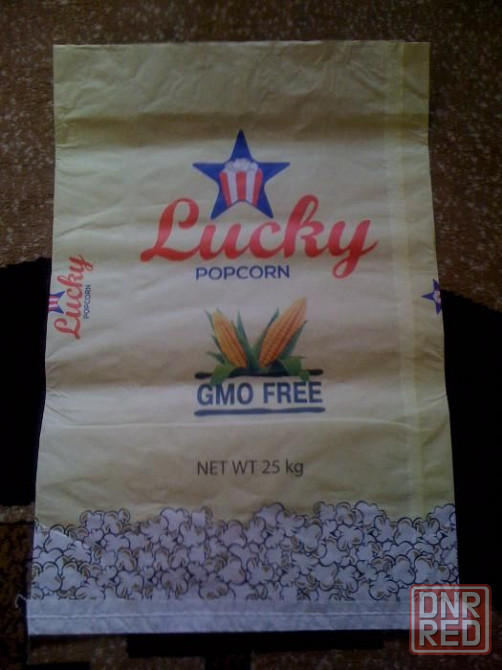 Lucky
POPCORN
Lucky
POPCORN
GMO FREE
NET WT 25 kg
DNR
RED